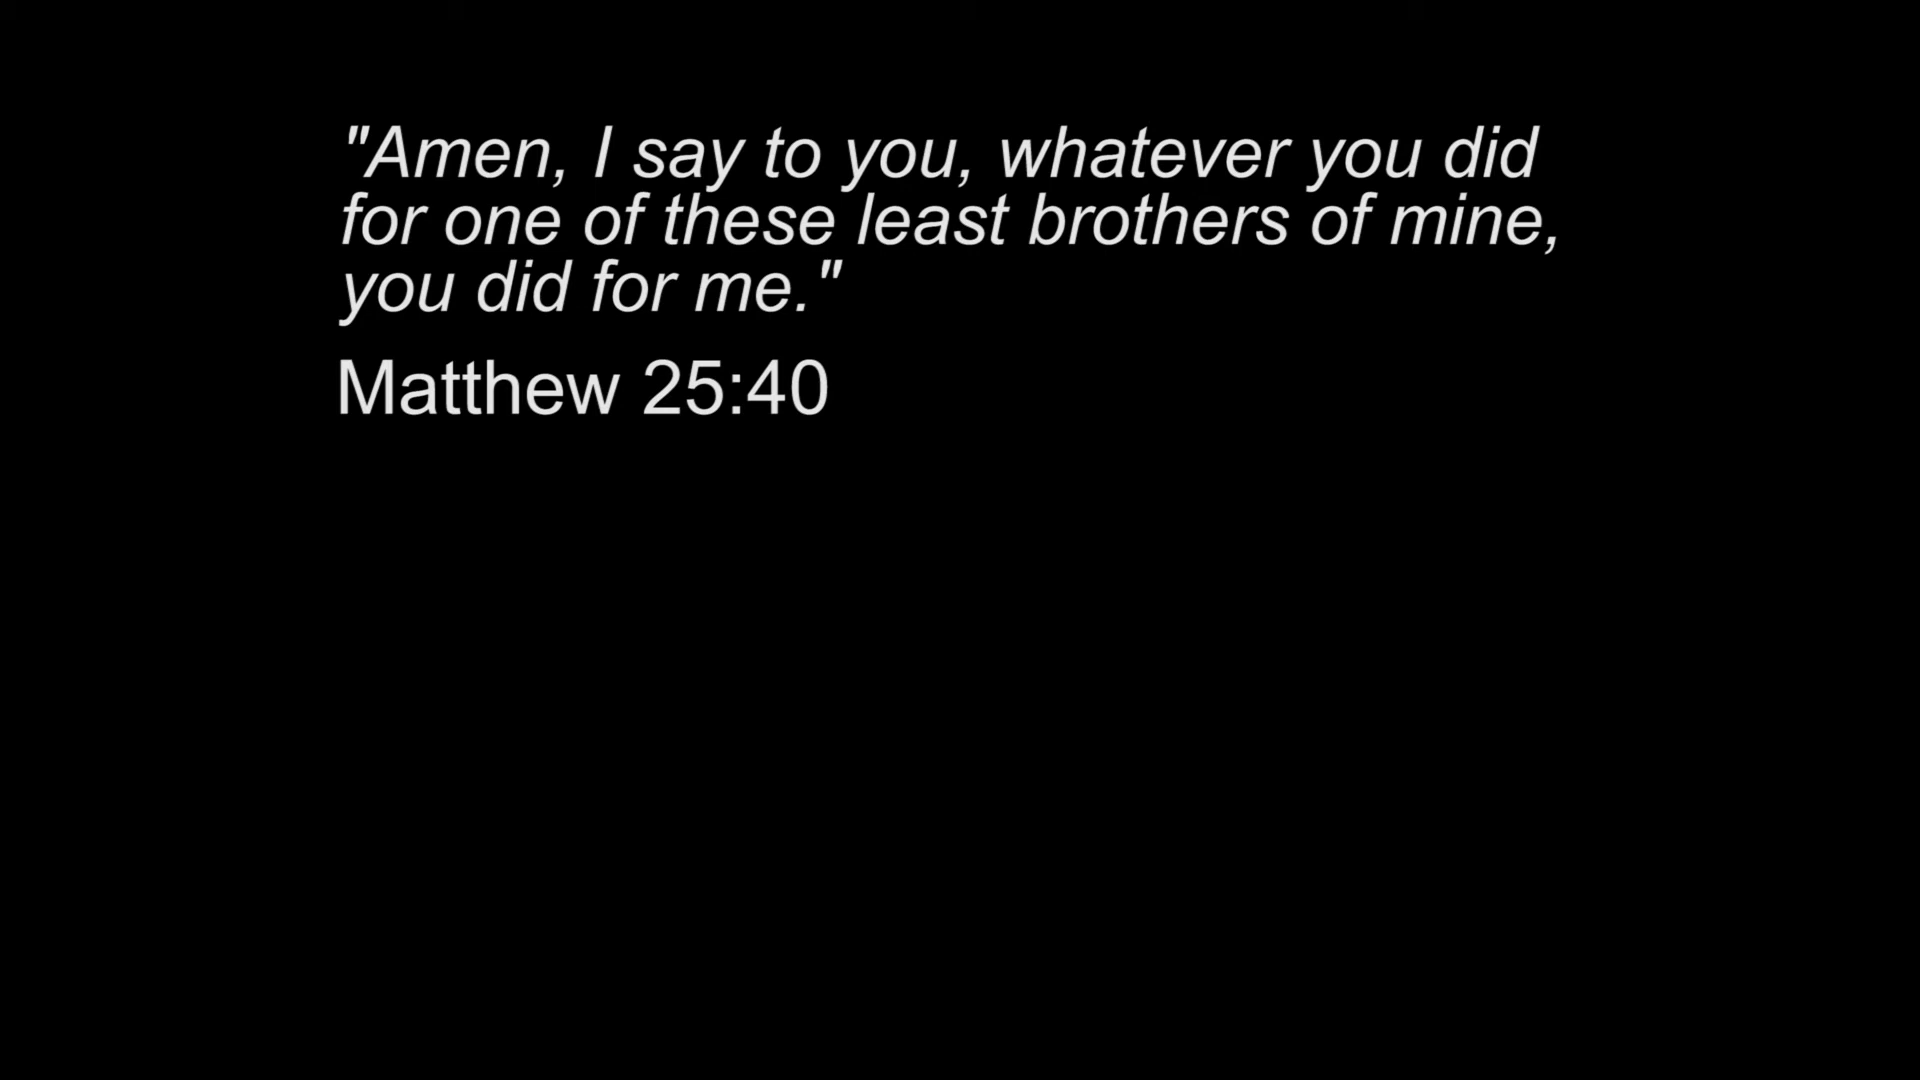 "Amen, I say to you, whatever you did
for one of these least brothers of mine,
you did for me."
Matthew 25:40